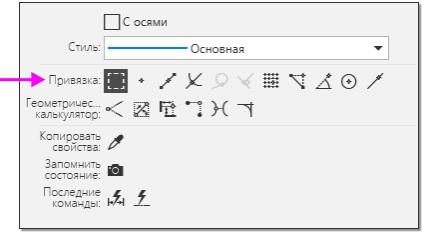 С осями
Стиль: Основная
Привязка:
Геометричес...
калькулятор:
Копировать
свойства:
Запомнить
состояние:
Последние
команды: